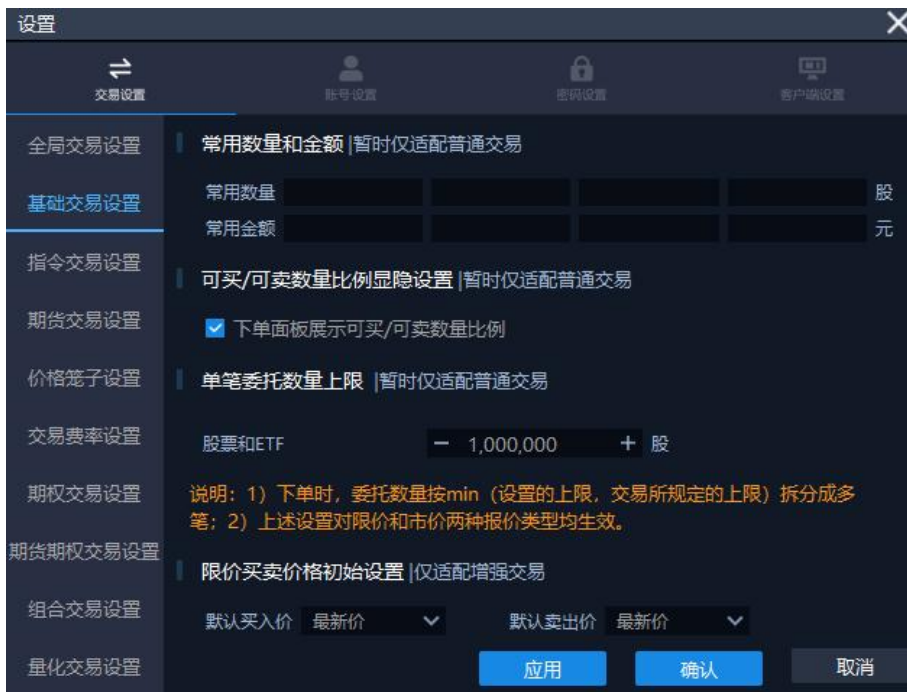 设置
交易设置
账号设置
密码设置
客户端设置
全局交易设置
基础交易设置
指令交易设置
期货交易设置
价格笼子设置
交易费率设置
期权交易设置
期货期权交易设置
组合交易设置
量化交易设置
常用数量和金额 |暂时仅适配普通交易
常用数量 股
常用金额 元
可买/可卖数量比例显隐设置 |暂时仅适配普通交易
下单面板展示可买/可卖数量比例
单笔委托数量上限 |暂时仅适配普通交易
股票和ETF − 1,000,000 + 股
说明：1）下单时，委托数量按min（设置的上限，交易所规定的上限）拆分成多
笔；2）上述设置对限价和市价两种报价类型均生效。
限价买卖价格初始设置 |仅适配增强交易
默认买入价 最新价 默认卖出价 最新价
应用 确认 取消